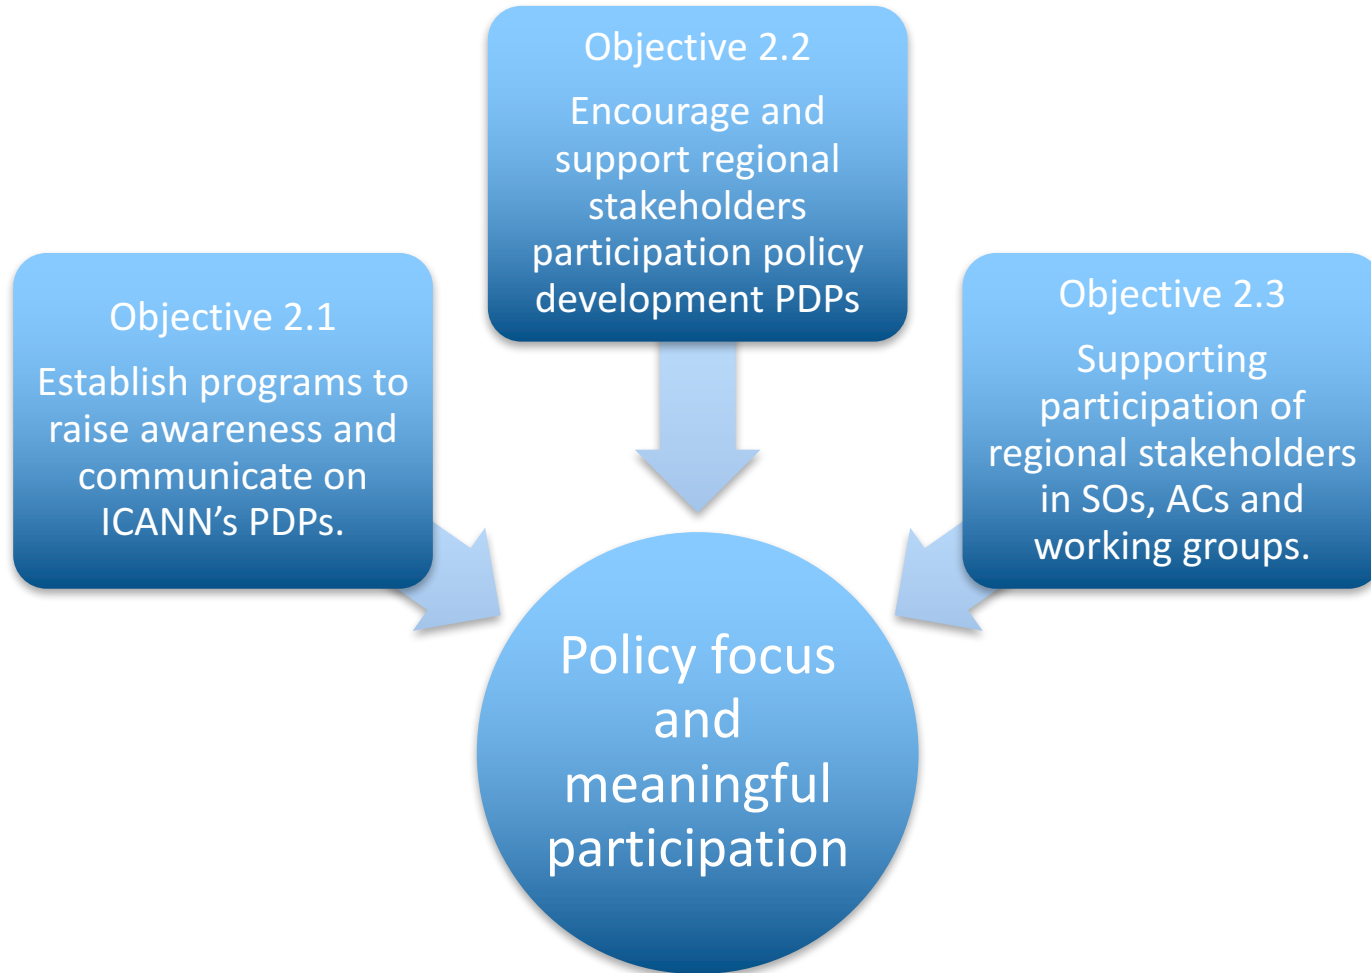 Objective 2.1
Establish programs to
raise awareness and
communicate on
ICANN’s PDPs.
Objective 2.2
Encourage and
support regional
stakeholders
participation policy
development PDPs
Objective 2.3
Supporting
participation of
regional stakeholders
in SOs, ACs and
working groups.
Policy focus
and
meaningful
participation